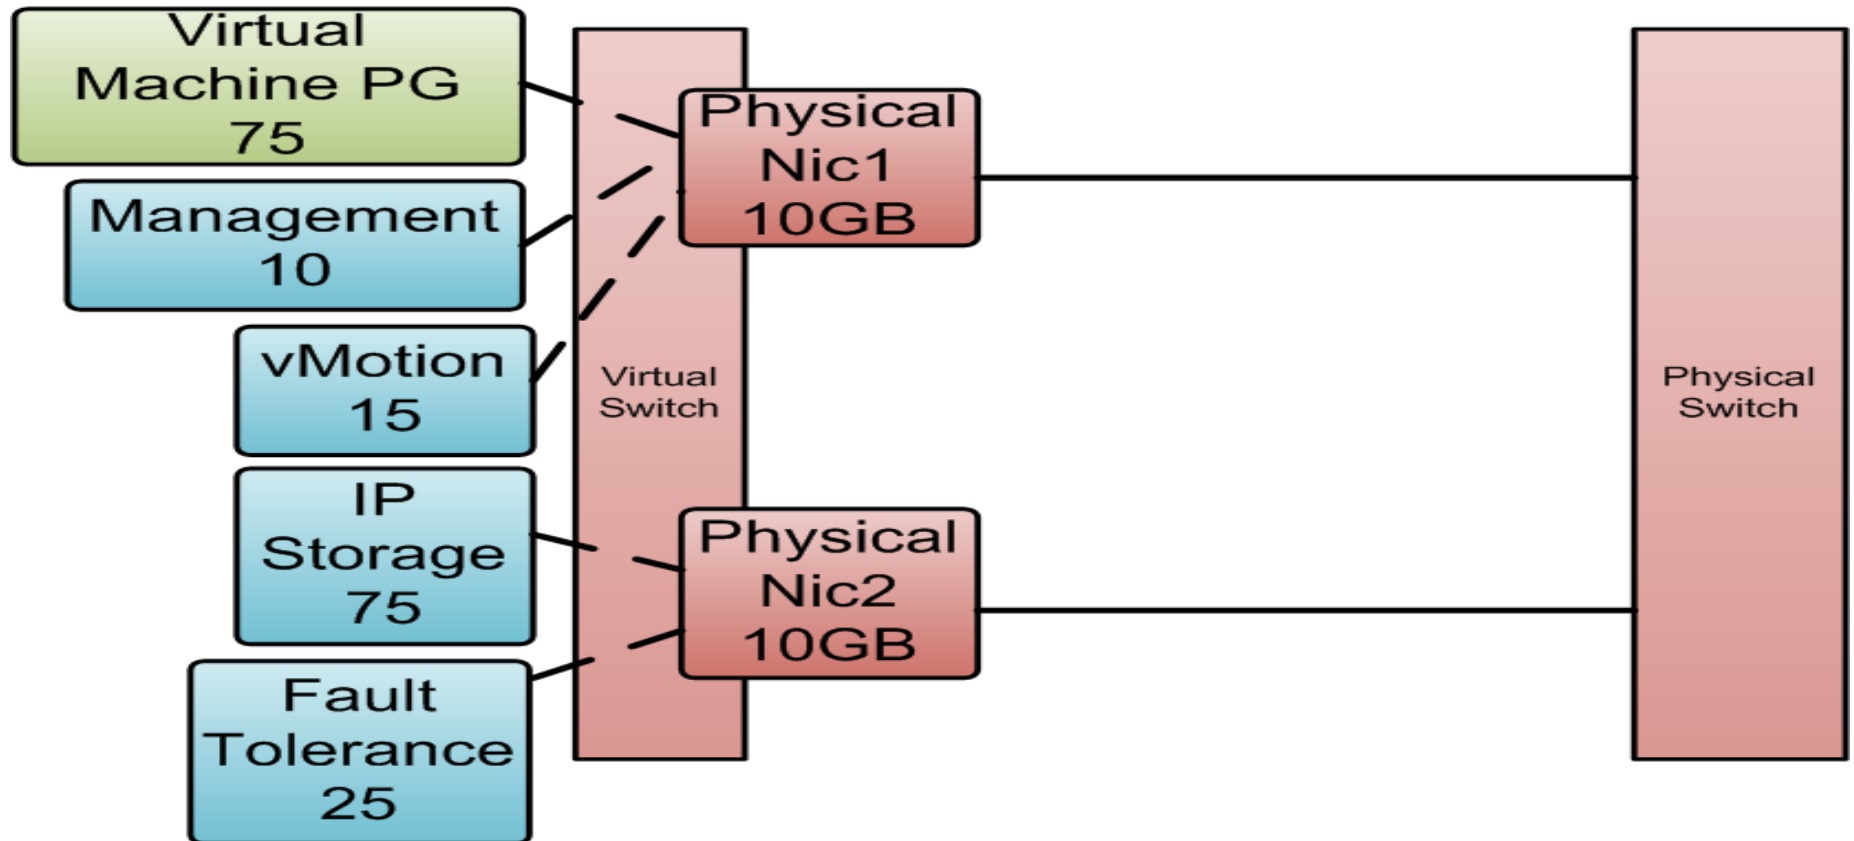 Virtual
Machine PG
75
Management
10
vMotion
15
IP
Storage
75
Fault
Tolerance
25
Virtual
Switch
Physical
Nic1
10GB
Physical
Nic2
10GB
Physical
Switch